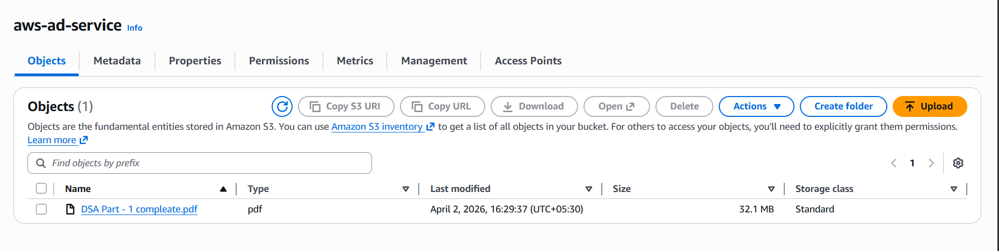 aws-ad-service Info
Objects Metadata Properties Permissions Metrics Management Access Points
Objects (1) Copy S3 URI Copy URL Download Open Delete Actions Create folder Upload
Objects are the fundamental entities stored in Amazon S3. You can use Amazon S3 inventory to get a list of all objects in your bucket. For others to access your objects, you'll need to explicitly grant them permissions.
Learn more
Find objects by prefix 1
Name Type Last modified Size Storage class
DSA Part - 1 compleate.pdf pdf April 2, 2026, 16:29:37 (UTC+05:30) 32.1 MB Standard